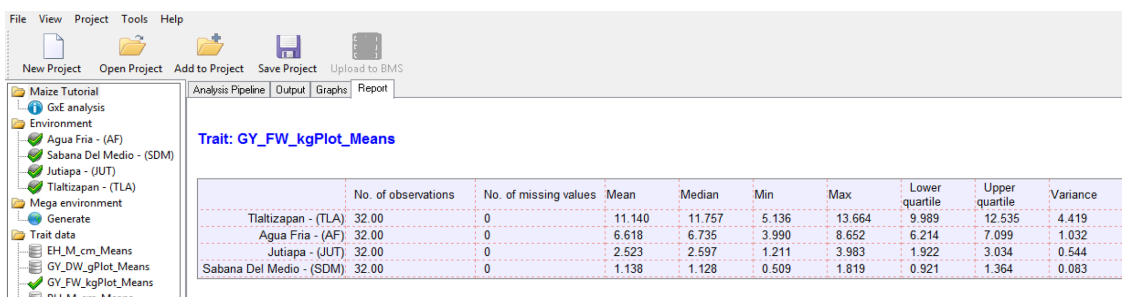 File View Project Tools Help
New Project Open Project Add to Project Save Project Upload to BMS
Maize Tutorial
GxE analysis
Environment
Agua Fria - (AF)
Sabana Del Medio - (SDM)
Jutiapa - (JUT)
Tlaltizapan - (TLA)
Mega environment
Generate
Trait data
EH_M_cm_Means
GY_DW_gPlot_Means
GY_FW_kgPlot_Means
Analysis Pipeline Output Graphs Report
Trait: GY_FW_kgPlot_Means
No. of observations No. of missing values Mean Median Min Max Lower quartile Upper quartile Variance
Tlaltizapan - (TLA) 32.00 0 11.140 11.757 5.136 13.664 9.989 12.535 4.419
Agua Fria - (AF) 32.00 0 6.618 6.735 3.990 8.652 6.214 7.099 1.032
Jutiapa - (JUT) 32.00 0 2.523 2.597 1.211 3.983 1.922 3.034 0.544
Sabana Del Medio - (SDM) 32.00 0 1.138 1.128 0.509 1.819 0.921 1.364 0.083